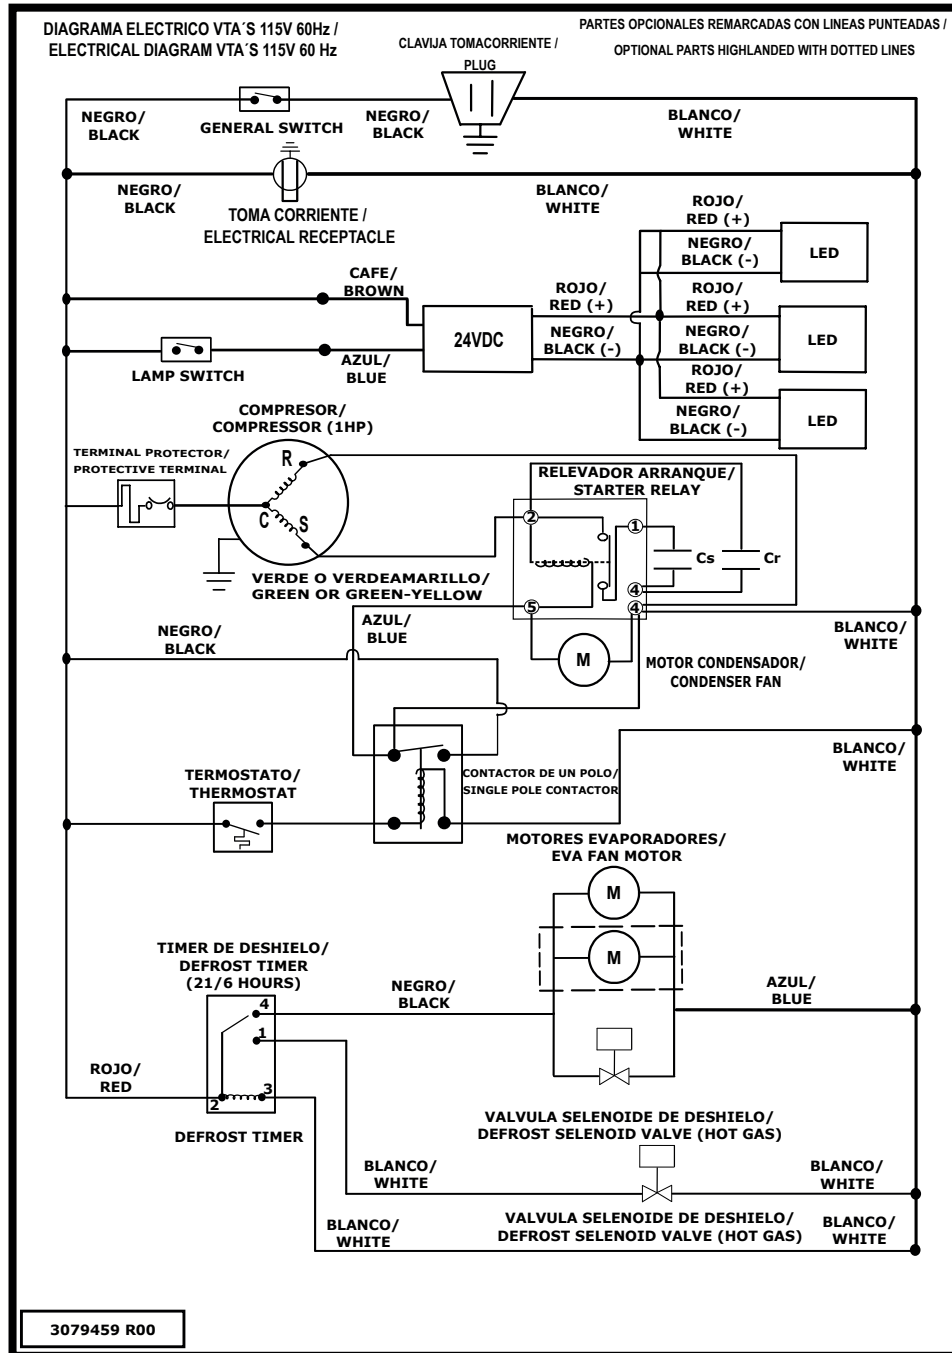 DIAGRAMA ELECTRICO VTA´S 115V 60Hz /
ELECTRICAL DIAGRAM VTA´S 115V 60 Hz
PARTES OPCIONALES REMARCADAS CON LINEAS PUNTEADAS /
OPTIONAL PARTS HIGHLANDED WITH DOTTED LINES
CLAVIJA TOMACORRIENTE /
PLUG
NEGRO/
BLACK
GENERAL SWITCH
NEGRO/
BLACK
BLANCO/
WHITE
NEGRO/
BLACK
TOMA CORRIENTE /
ELECTRICAL RECEPTACLE
BLANCO/
WHITE
ROJO/
RED (+)
NEGRO/
BLACK (-)
LED
CAFE/
BROWN
24VDC
ROJO/
RED (+)
NEGRO/
BLACK (-)
ROJO/
RED (+)
NEGRO/
BLACK (-)
LED
LAMP SWITCH
AZUL/
BLUE
ROJO/
RED (+)
NEGRO/
BLACK (-)
LED
COMPRESOR/
COMPRESSOR (1HP)
TERMINAL PROTECTOR/
PROTECTIVE TERMINAL
R
C
S
RELEVADOR ARRANQUE/
STARTER RELAY
2
1
Cs
Cr
4
5
4
VERDE O VERDEAMARILLO/
GREEN OR GREEN-YELLOW
AZUL/
BLUE
NEGRO/
BLACK
BLANCO/
WHITE
M
MOTOR CONDENSADOR/
CONDENSER FAN
BLANCO/
WHITE
CONTACTOR DE UN POLO/
SINGLE POLE CONTACTOR
TERMOSTATO/
THERMOSTAT
MOTORES EVAPORADORES/
EVA FAN MOTOR
M
M
TIMER DE DESHIELO/
DEFROST TIMER
(21/6 HOURS)
4
1
3
2
NEGRO/
BLACK
AZUL/
BLUE
ROJO/
RED
DEFROST TIMER
VALVULA SELENOIDE DE DESHIELO/
DEFROST SELENOID VALVE (HOT GAS)
BLANCO/
WHITE
BLANCO/
WHITE
VALVULA SELENOIDE DE DESHIELO/
DEFROST SELENOID VALVE (HOT GAS)
BLANCO/
WHITE
BLANCO/
WHITE
3079459 R00